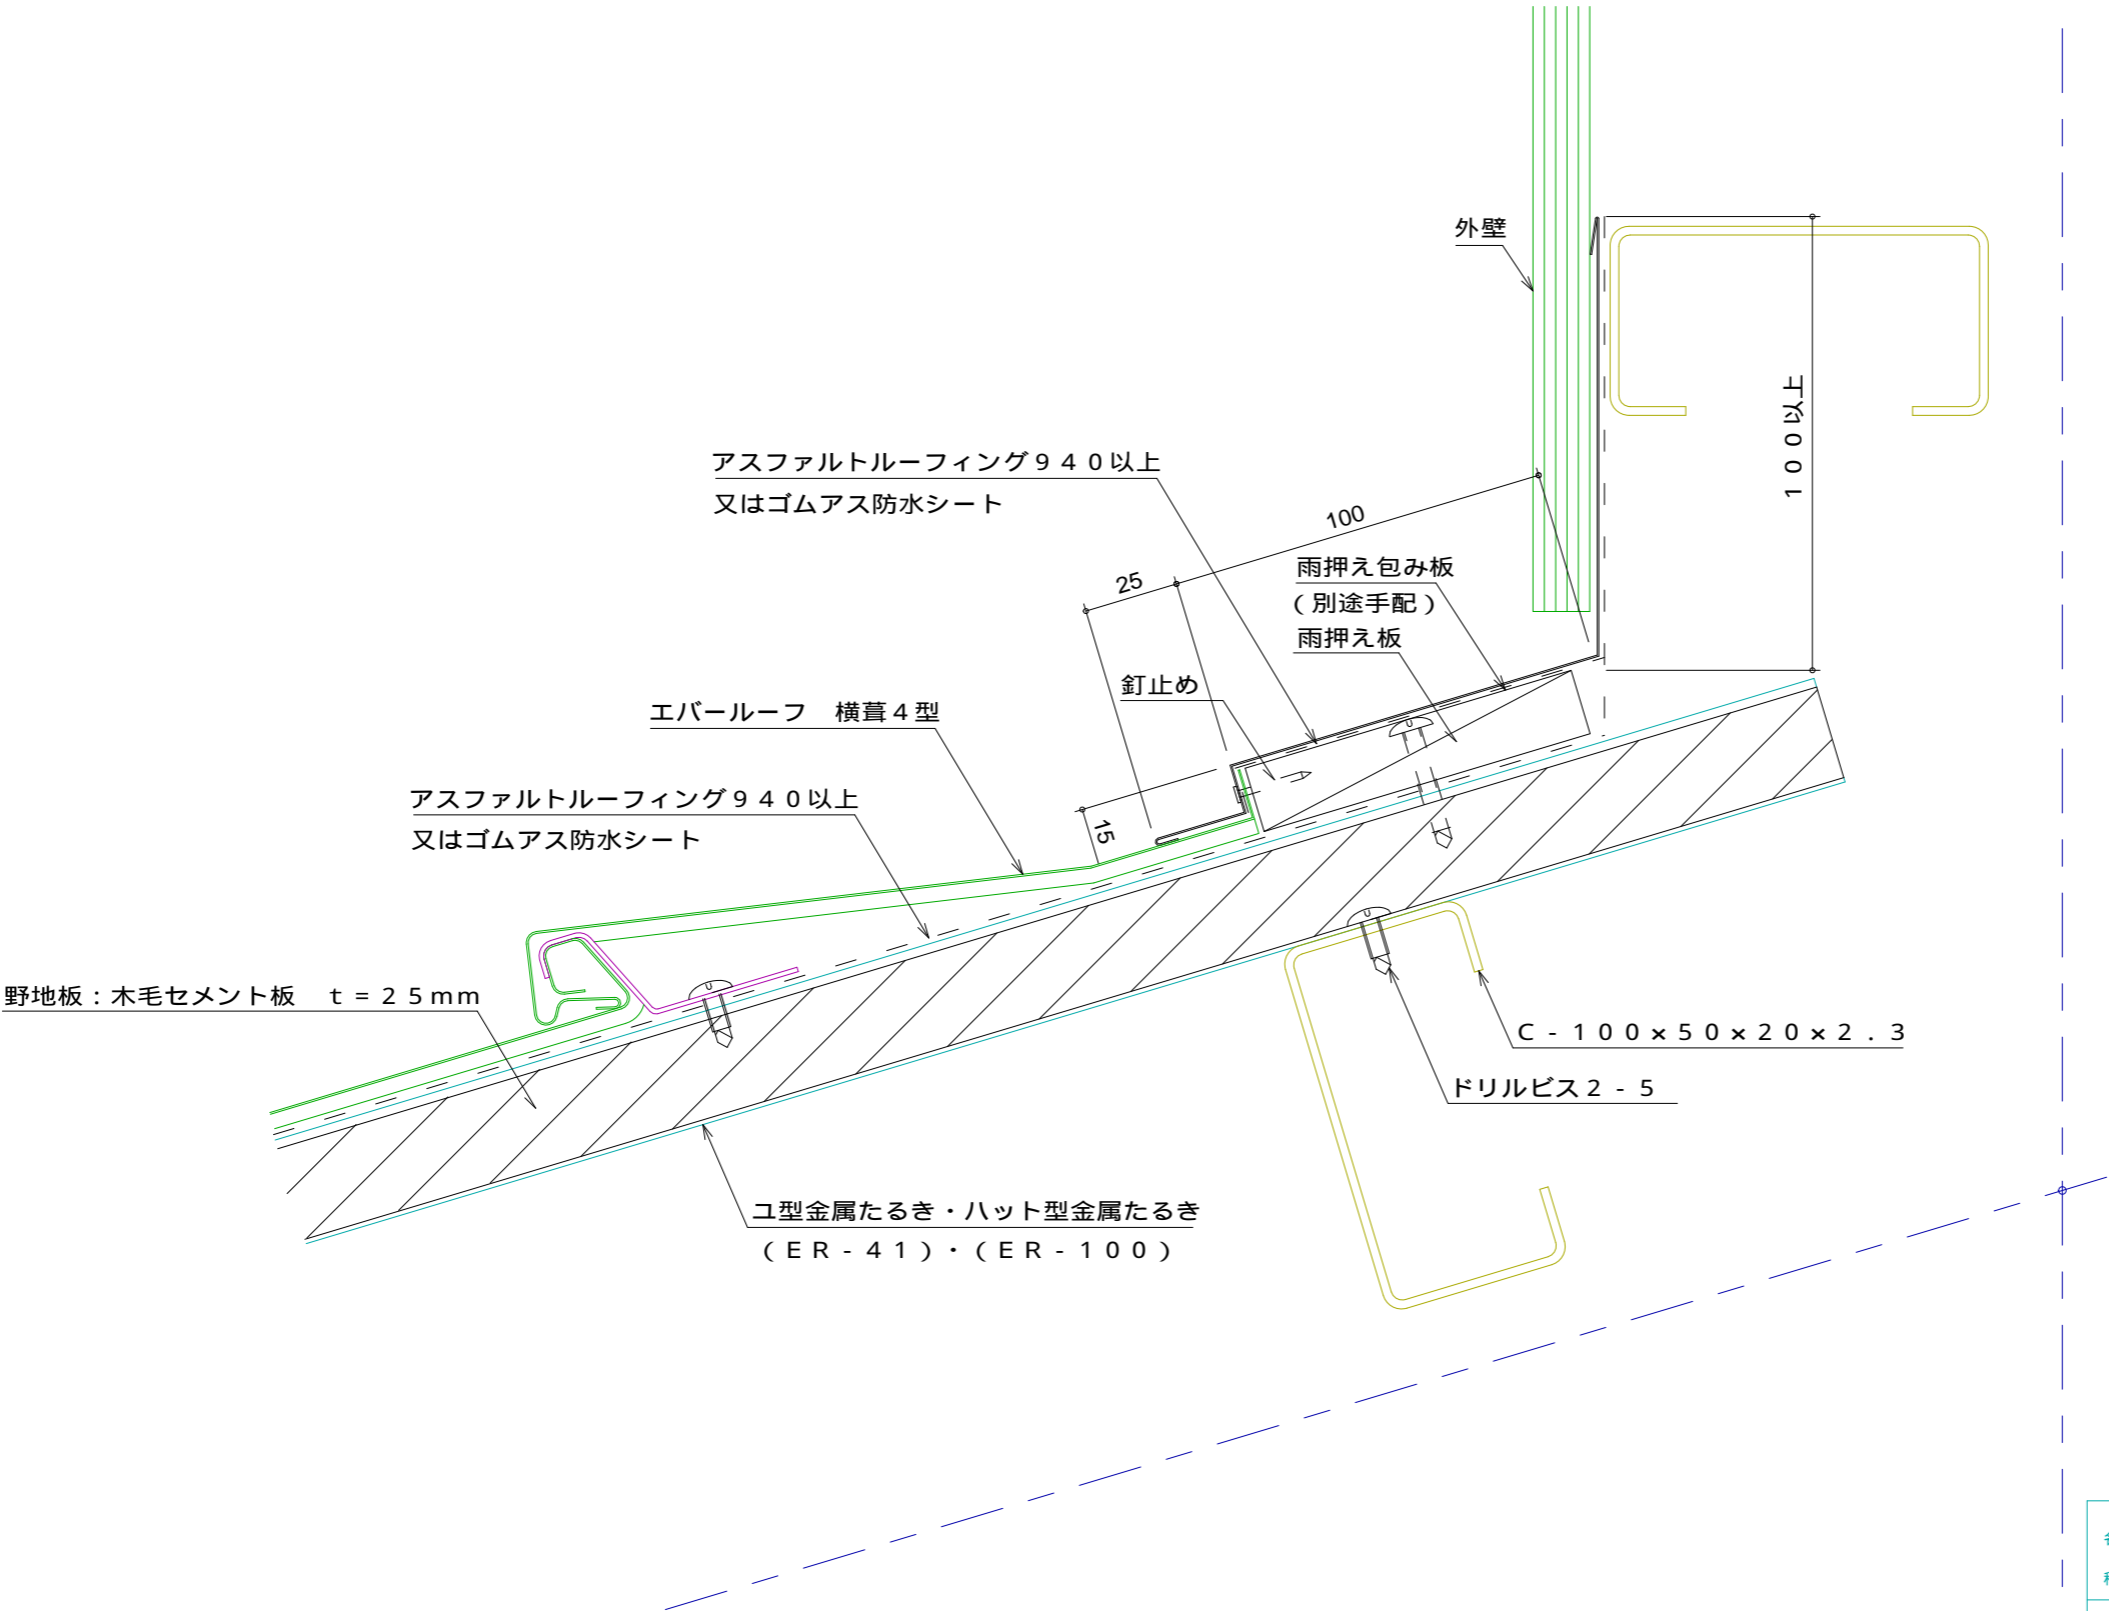 外壁
100以上
アスファルトルーフィング940以上
又はゴムアス防水シート
100
25
雨押え包み板
(別途手配)
雨押え板
釘止め
エバールーフ 横葺4型
アスファルトルーフィング940以上
又はゴムアス防水シート
15
野地板:木毛セメント板 t=25mm
C-100×50×20×2.3
ドリルビス2-5
ユ型金属たるき・ハット型金属たるき
(ER-41)・(ER-100)